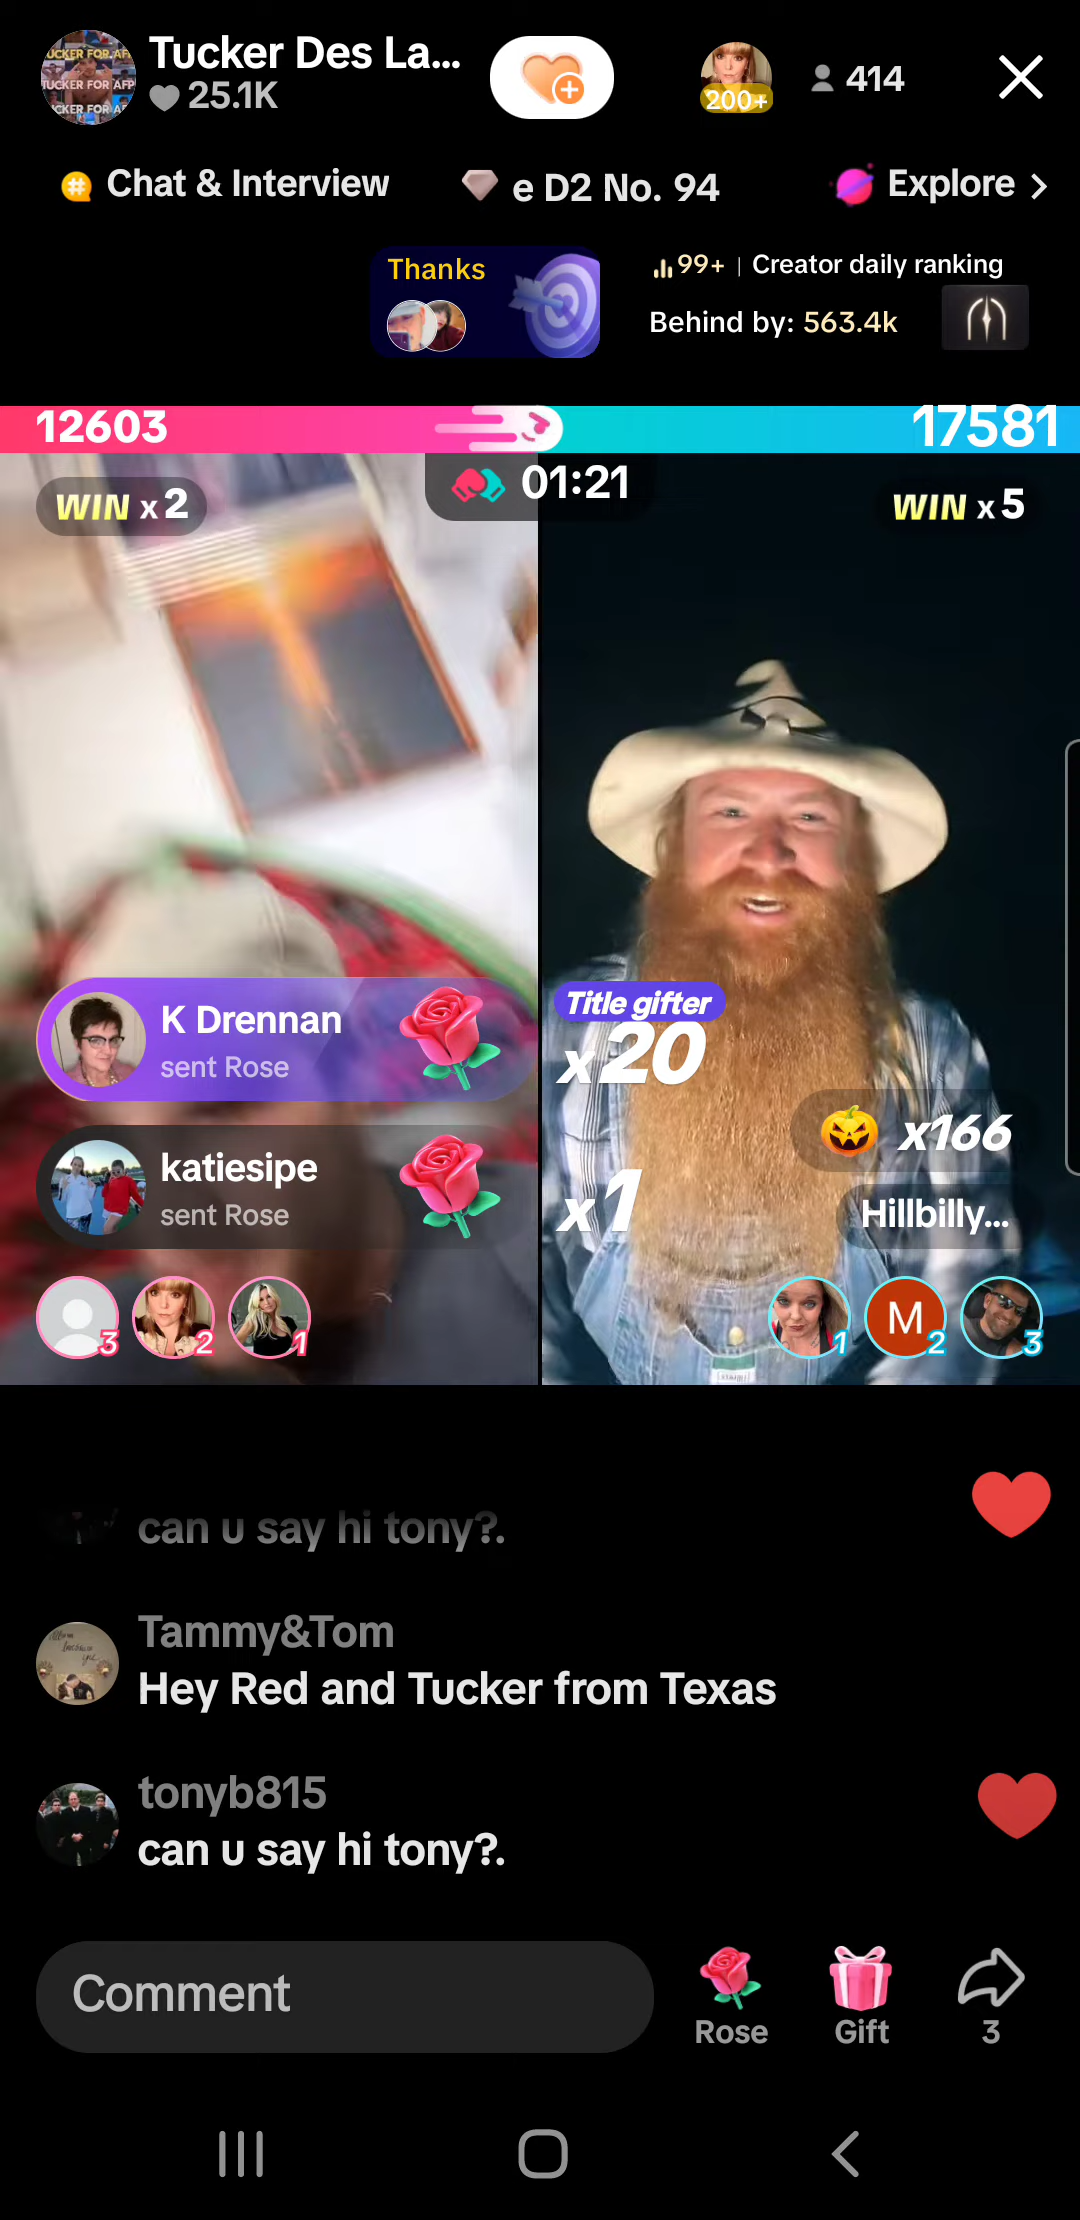 Tucker Des La...
25.1K
200+
414
Chat & Interview
e D2 No. 94
Explore
Thanks
99+ | Creator daily ranking
Behind by: 563.4k
12603
17581
WIN x 2
01:21
WIN x 5
K Drennan
sent Rose
Title gifter
x20
x166
katiesipe
sent Rose
x1
Hillbilly...
3
2
1
1
M
2
3
can u say hi tony?.
Tammy&Tom
Hey Red and Tucker from Texas
tonyb815
can u say hi tony?.
Comment
Rose
Gift
3